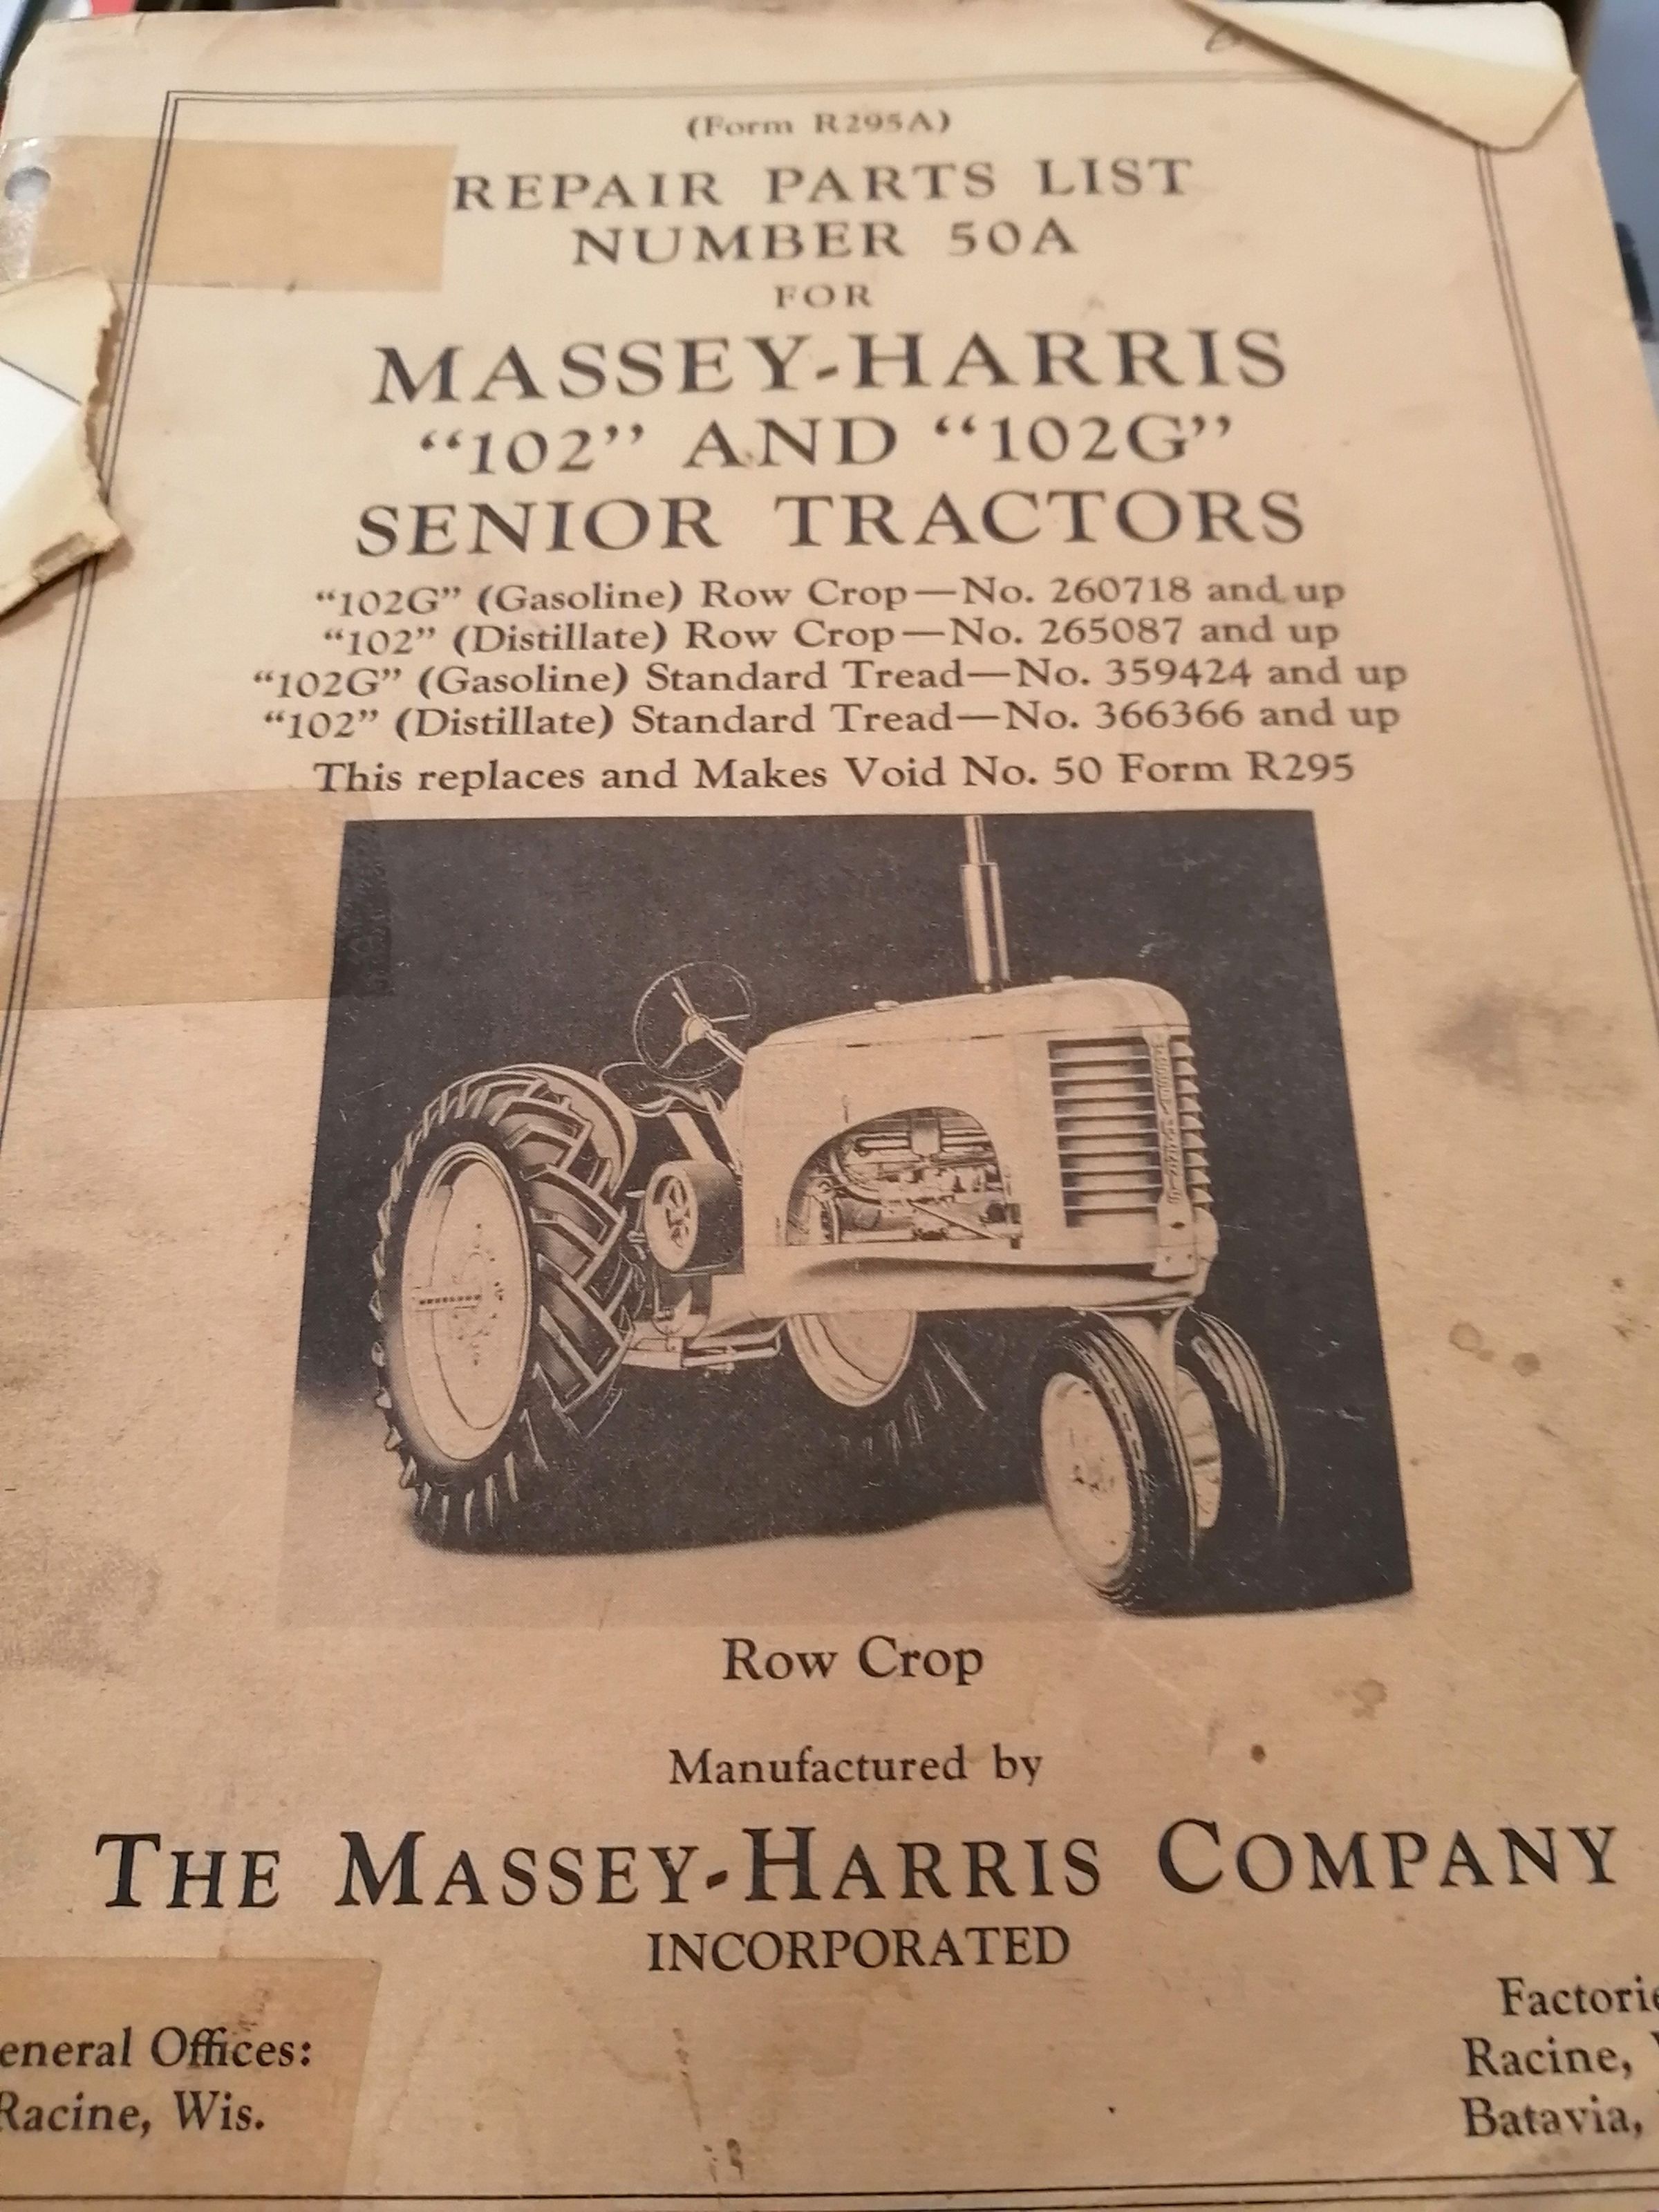 (Form R295A)
REPAIR PARTS LIST
NUMBER 50A
FOR
MASSEY-HARRIS
“102” AND “102G”
SENIOR TRACTORS
“102G” (Gasoline) Row Crop—No. 260718 and up
“102” (Distillate) Row Crop—No. 265087 and up
“102G” (Gasoline) Standard Tread—No. 359424 and up
“102” (Distillate) Standard Tread—No. 366366 and up
This replaces and Makes Void No. 50 Form R295
Row Crop
Manufactured by
THE MASSEY-HARRIS COMPANY
INCORPORATED
eneral Offices:
Racine, Wis.
Factorie
Racine,
Batavia,